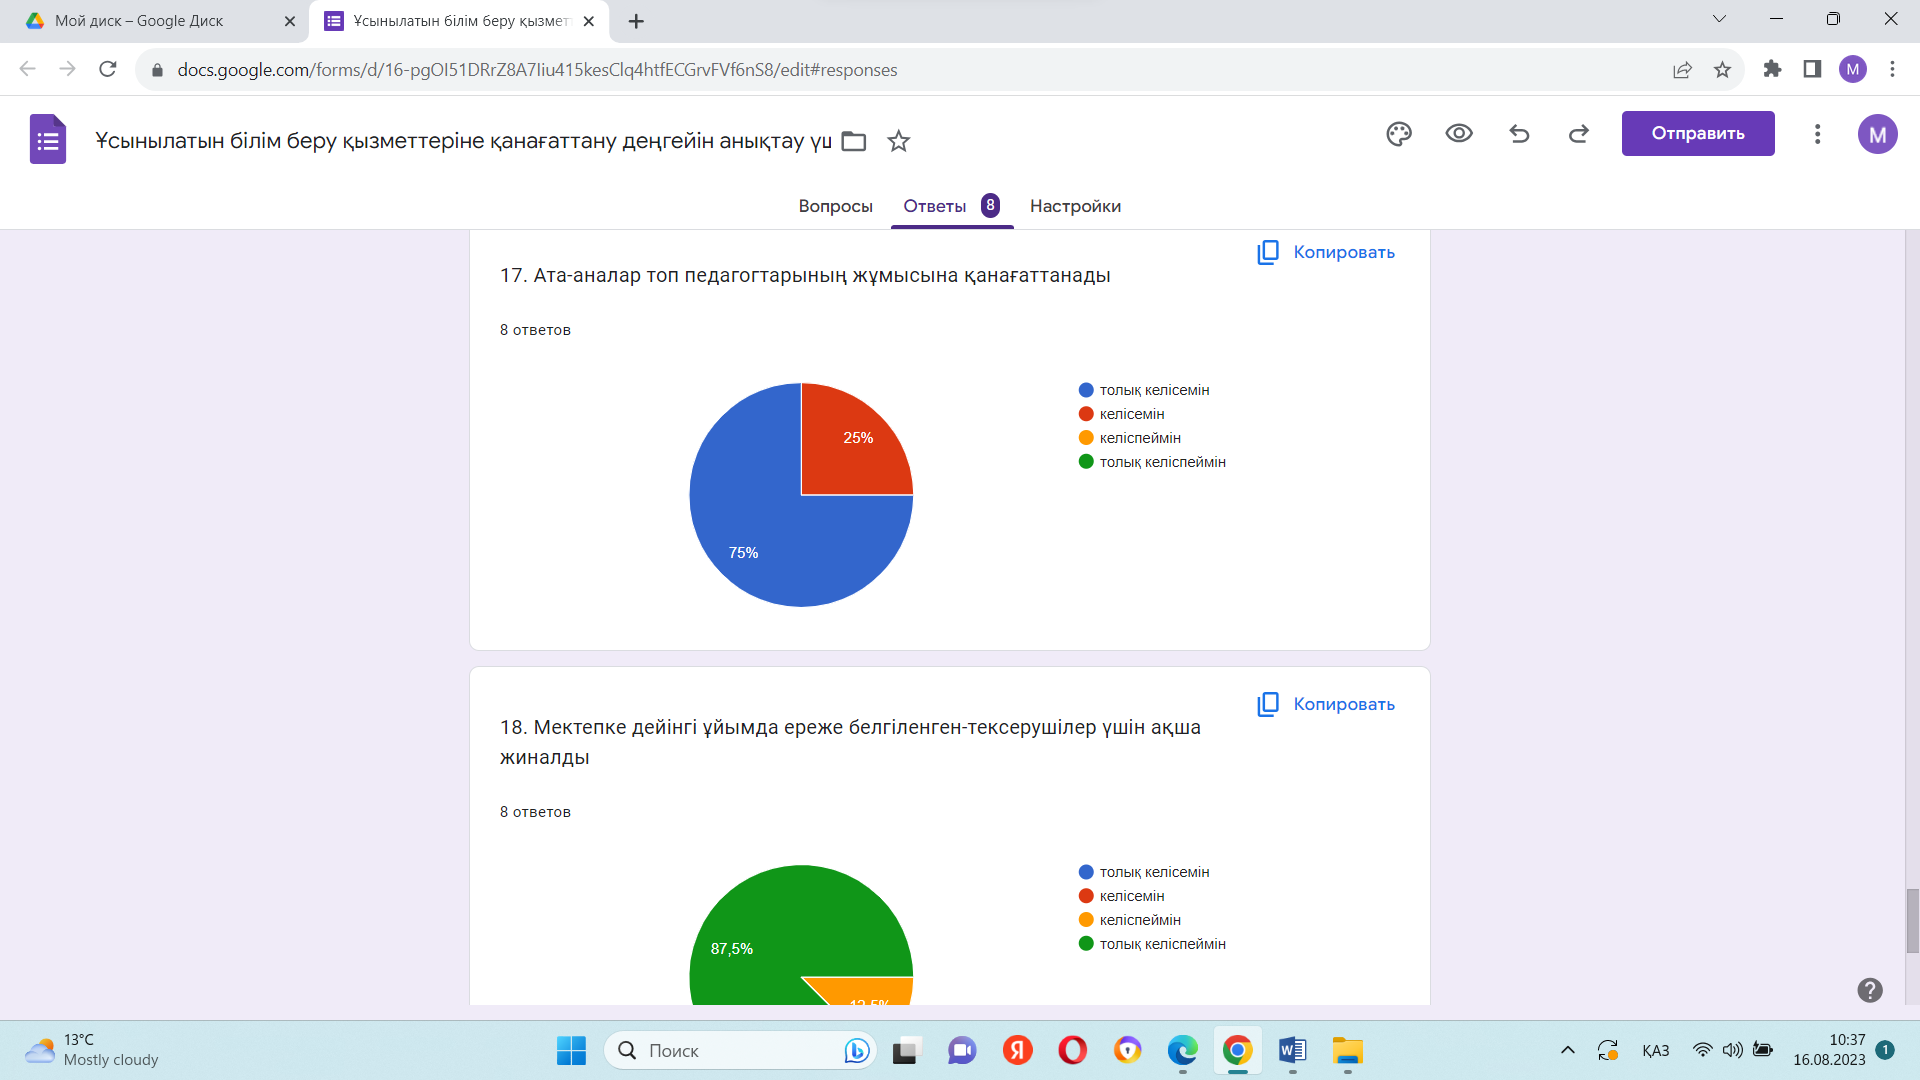 Мой диск – Google Диск
Ұсынылатын білім беру қызмет
docs.google.com/forms/d/16-pgOI51DRrZ8A7Iiu415kesClq4htfECGrvFVf6nS8/edit#responses
M
Ұсынылатын білім беру қызметтеріне қанағаттану деңгейін анықтау үш
Отправить
M
Вопросы
Ответы 8
Настройки
Копировать
17. Ата-аналар топ педагогтарының жұмысына қанағаттанады
8 ответов
толық келісемін
келісемін
келіспеймін
толық келіспеймін
25%
75%
Копировать
18. Мектепке дейінгі ұйымда ереже белгіленген-тексерушілер үшін ақша
жиналды
8 ответов
толық келісемін
келісемін
келіспеймін
толық келіспеймін
87,5%
12,5%
13°C
Mostly cloudy
Поиск
ҚАЗ
10:37
16.08.2023
1